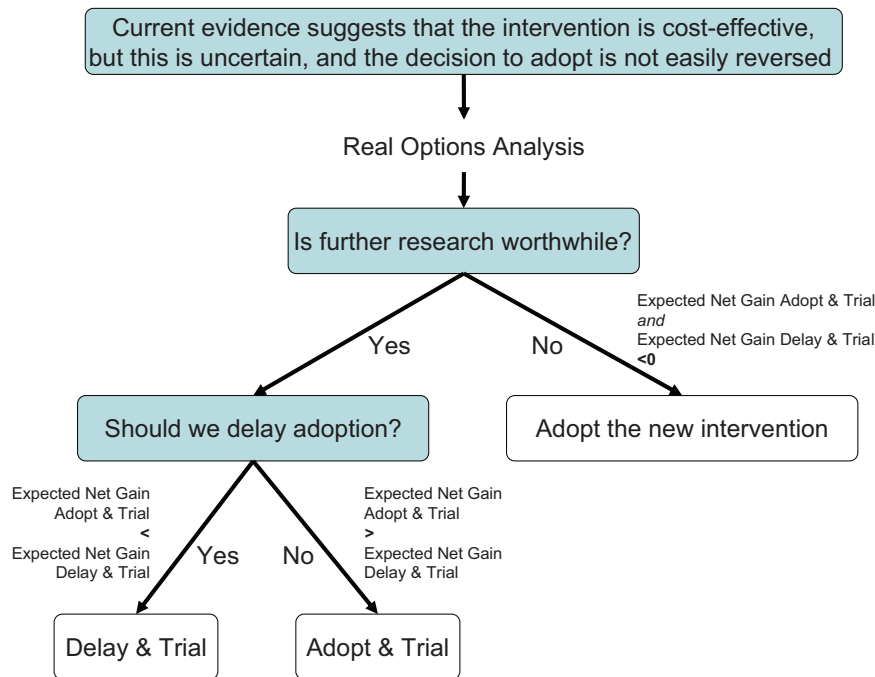 Current evidence suggests that the intervention is cost-effective,
but this is uncertain, and the decision to adopt is not easily reversed
Real Options Analysis
Is further research worthwhile?
Expected Net Gain Adopt & Trial
and
Expected Net Gain Delay & Trial
<0
Yes
No
Should we delay adoption?
Adopt the new intervention
Expected Net Gain
Adopt & Trial
<
Expected Net Gain
Delay & Trial
Yes
No
Expected Net Gain
Adopt & Trial
>
Expected Net Gain
Delay & Trial
Delay & Trial
Adopt & Trial